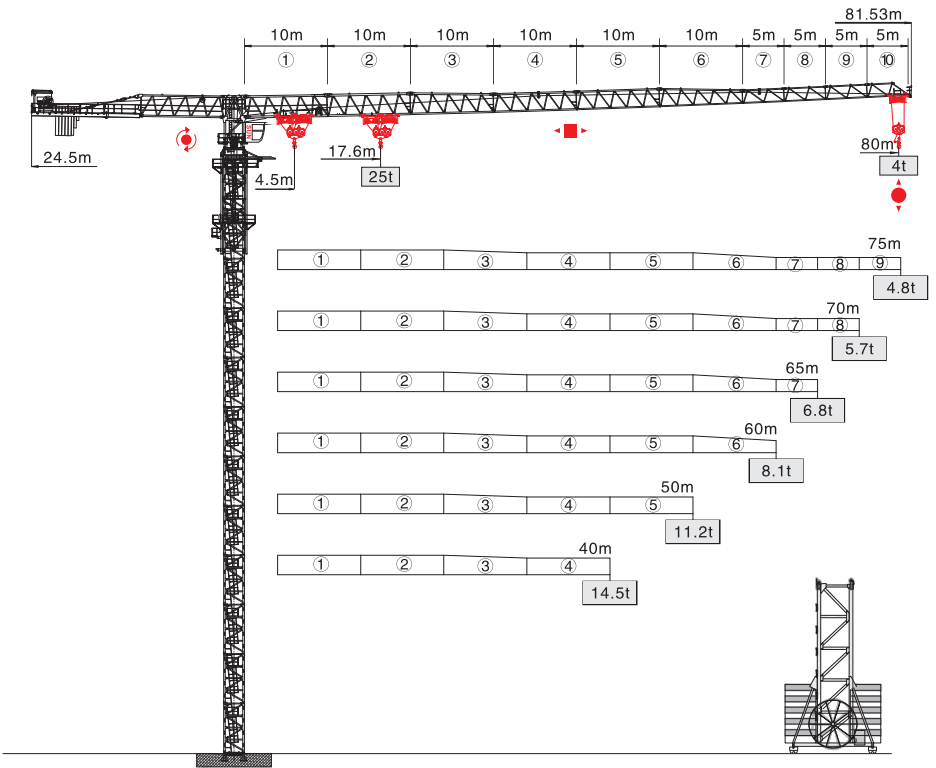 81.53m
10m 10m 10m 10m 10m 10m 5m 5m 5m 5m
① ② ③ ④ ⑤ ⑥ ⑦ ⑧ ⑨ ⑩
24.5m
4.5m
17.6m
25t
80m
4t
75m
① ② ③ ④ ⑤ ⑥ ⑦ ⑧ ⑨
4.8t
70m
① ② ③ ④ ⑤ ⑥ ⑦ ⑧
5.7t
65m
① ② ③ ④ ⑤ ⑥ ⑦
6.8t
60m
① ② ③ ④ ⑤ ⑥
8.1t
50m
① ② ③ ④ ⑤
11.2t
40m
① ② ③ ④
14.5t